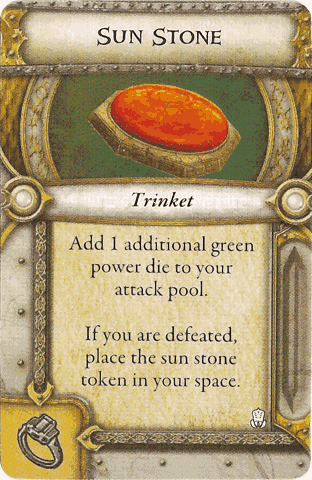 Sun Stone
Trinket
Add 1 additional green
power die to your
attack pool.
If you are defeated,
place the sun stone
token in your space.